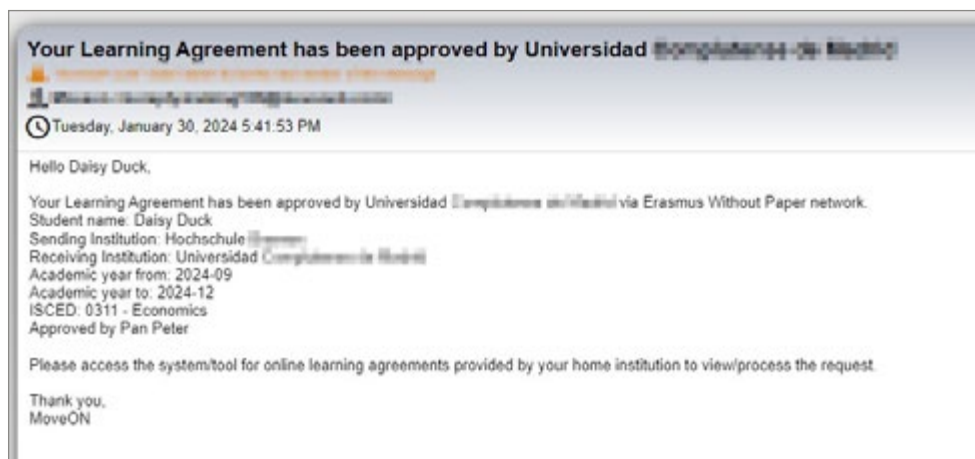 Your Learning Agreement has been approved by Universidad
Tuesday, January 30, 2024 5:41:53 PM
Hello Daisy Duck,
Your Learning Agreement has been approved by Universidad via Erasmus Without Paper network.
Student name: Daisy Duck
Sending Institution: Hochschule
Receiving Institution: Universidad
Academic year from: 2024-09
Academic year to: 2024-12
ISCED: 0311 - Economics
Approved by Pan Peter
Please access the system/tool for online learning agreements provided by your home institution to view/process the request.
Thank you,
MoveON